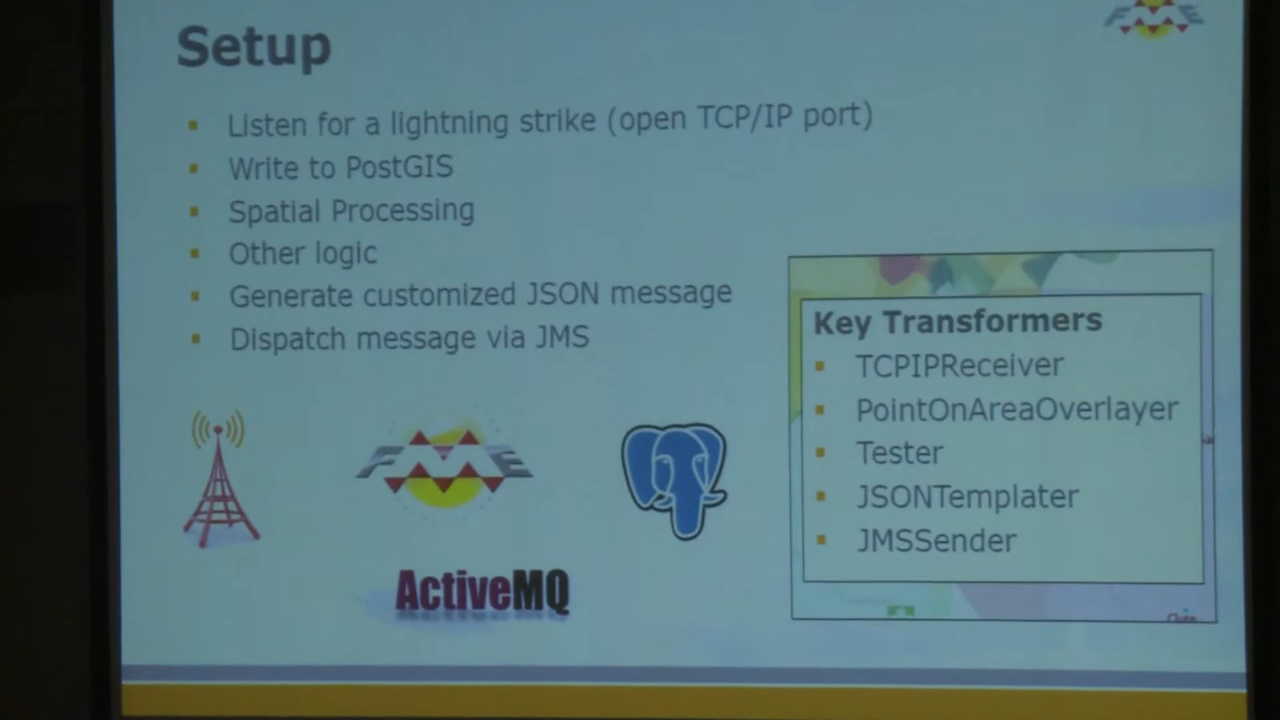 Setup
FME
Listen for a lightning strike (open TCP/IP port)
Write to PostGIS
Spatial Processing
Other logic
Generate customized JSON message
Dispatch message via JMS
Key Transformers
TCPIPReceiver
PointOnAreaOverlayer
Tester
JSONTemplater
JMSSender
FME
ActiveMQ